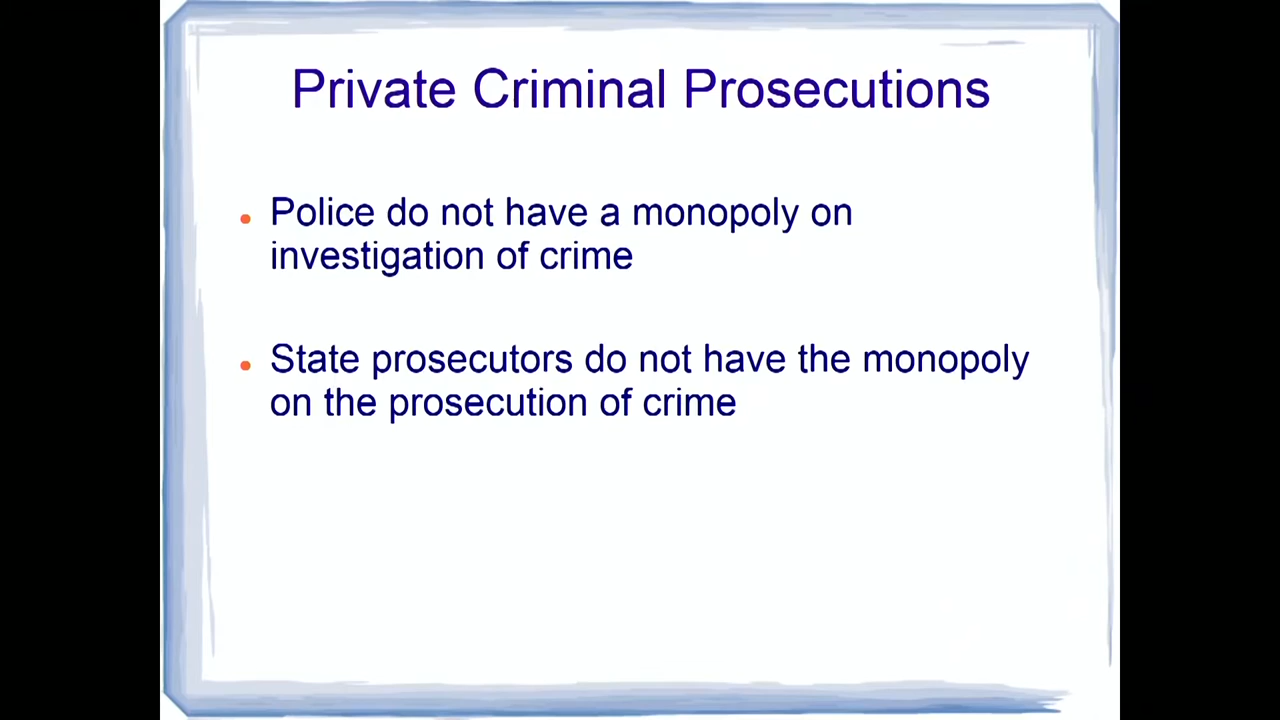 Private Criminal Prosecutions
Police do not have a monopoly on
investigation of crime
State prosecutors do not have the monopoly
on the prosecution of crime